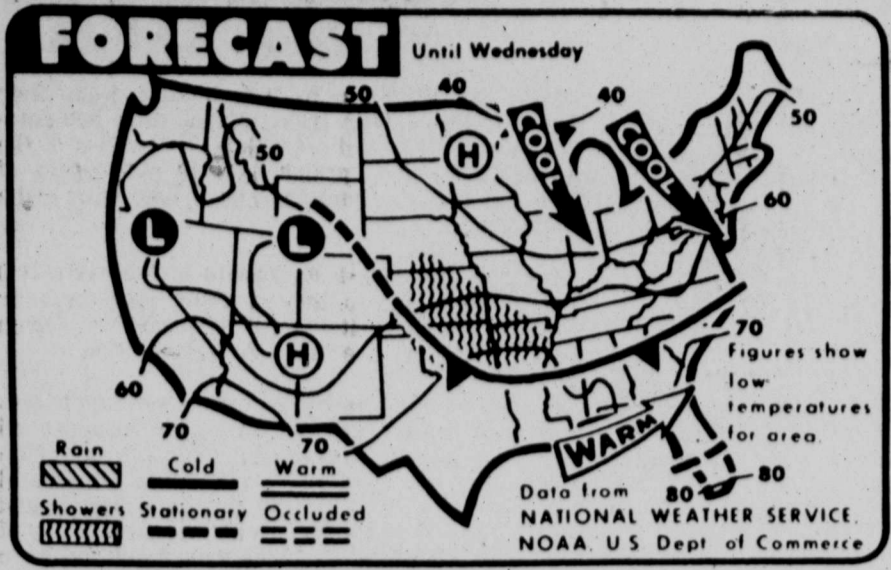 FORECAST
Until Wednesday
50
40
40
50
50
COOL
COOL
H
60
L
L
H
70
60
70
70
Figures show
low
temperatures
for area.
WARM
80
80
Rain
Cold
Warm
Showers
Stationary
Occluded
Data from
NATIONAL WEATHER SERVICE,
NOAA, U S Dept of Commerce